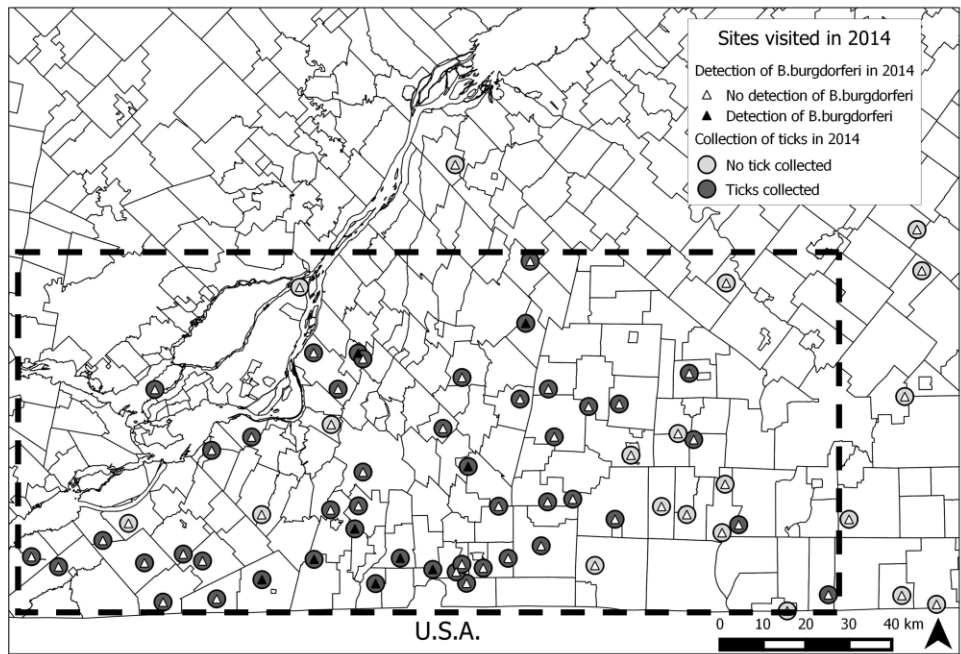 Sites visited in 2014
Detection of B.burgdorferi in 2014
No detection of B.burgdorferi
Detection of B.burgdorferi
Collection of ticks in 2014
No tick collected
Ticks collected
U.S.A.
0 10 20 30 40 km